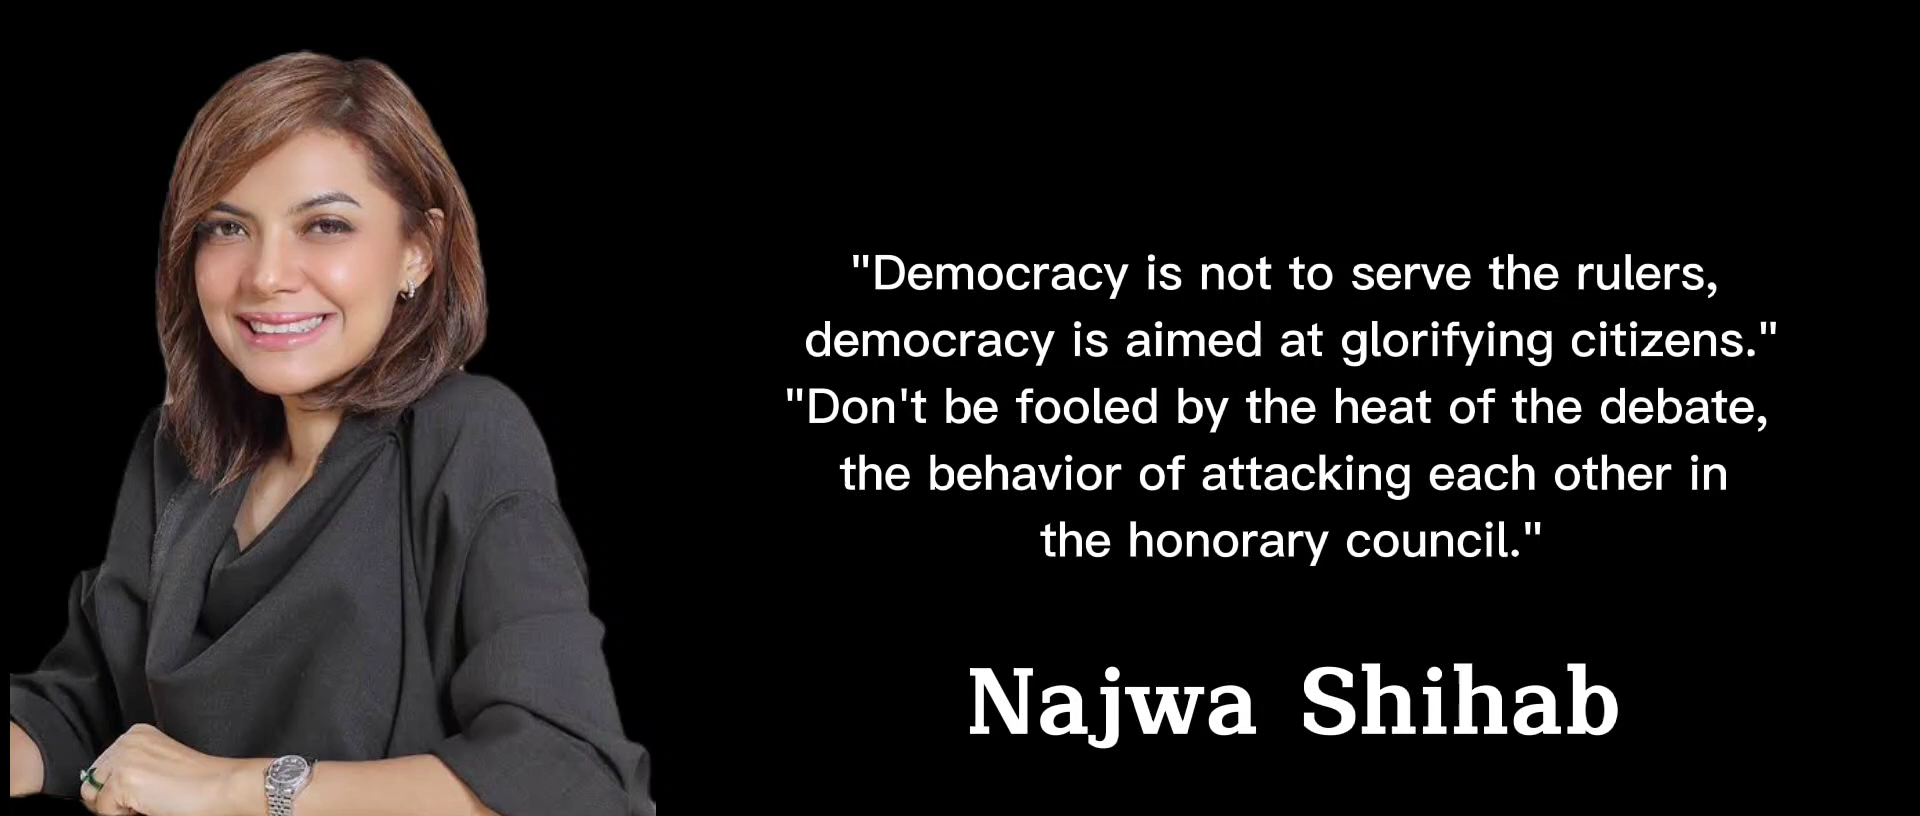 "Democracy is not to serve the rulers,
democracy is aimed at glorifying citizens."
"Don't be fooled by the heat of the debate,
the behavior of attacking each other in
the honorary council."
Najwa Shihab